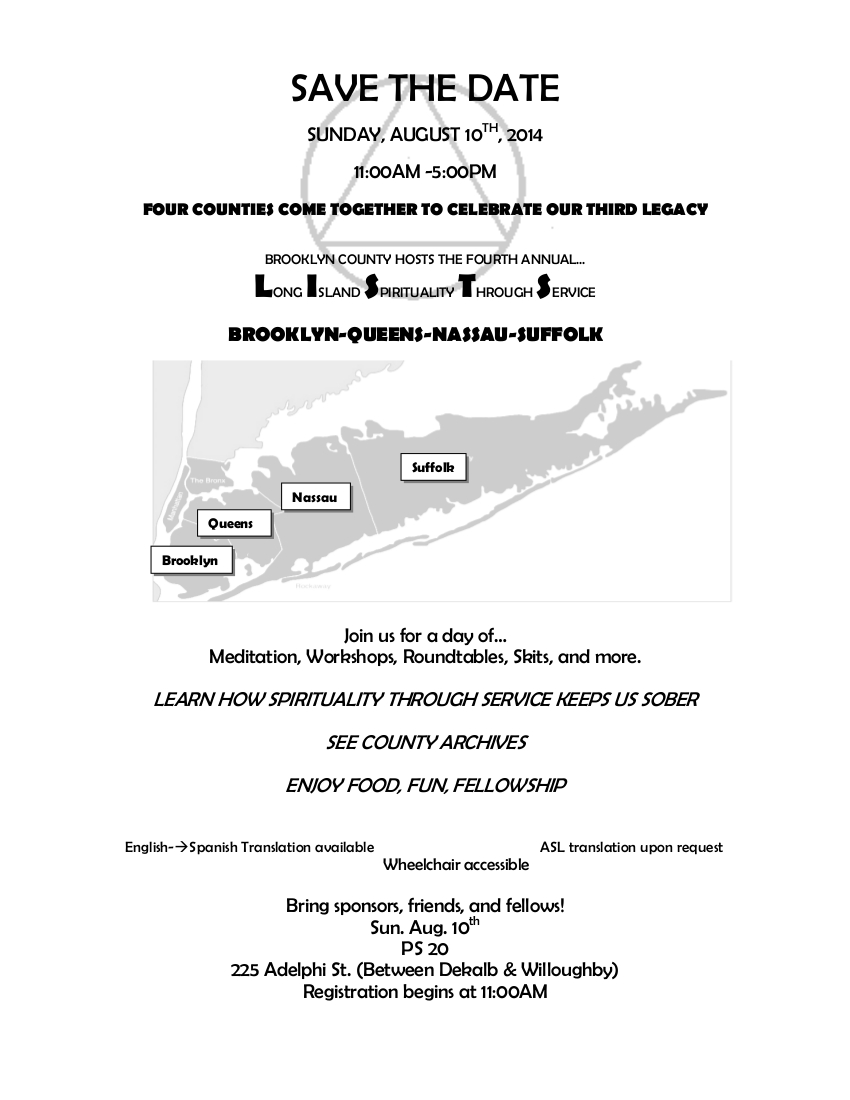 SAVE THE DATE
SUNDAY, AUGUST 10TH, 2014
11:00AM -5:00PM
FOUR COUNTIES COME TOGETHER TO CELEBRATE OUR THIRD LEGACY
BROOKLYN COUNTY HOSTS THE FOURTH ANNUAL…
LONG ISLAND SPIRITUALITY THROUGH SERVICE
BROOKLYN-QUEENS-NASSAU-SUFFOLK
Suffolk
The Bronx
Nassau
Manhattan
Queens
Brooklyn
Rockaway
Join us for a day of…
Meditation, Workshops, Roundtables, Skits, and more.
LEARN HOW SPIRITUALITY THROUGH SERVICE KEEPS US SOBER
SEE COUNTY ARCHIVES
ENJOY FOOD, FUN, FELLOWSHIP
English-→Spanish Translation available ASL translation upon request
Wheelchair accessible
Bring sponsors, friends, and fellows!
Sun. Aug. 10th
PS 20
225 Adelphi St. (Between Dekalb & Willoughby)
Registration begins at 11:00AM